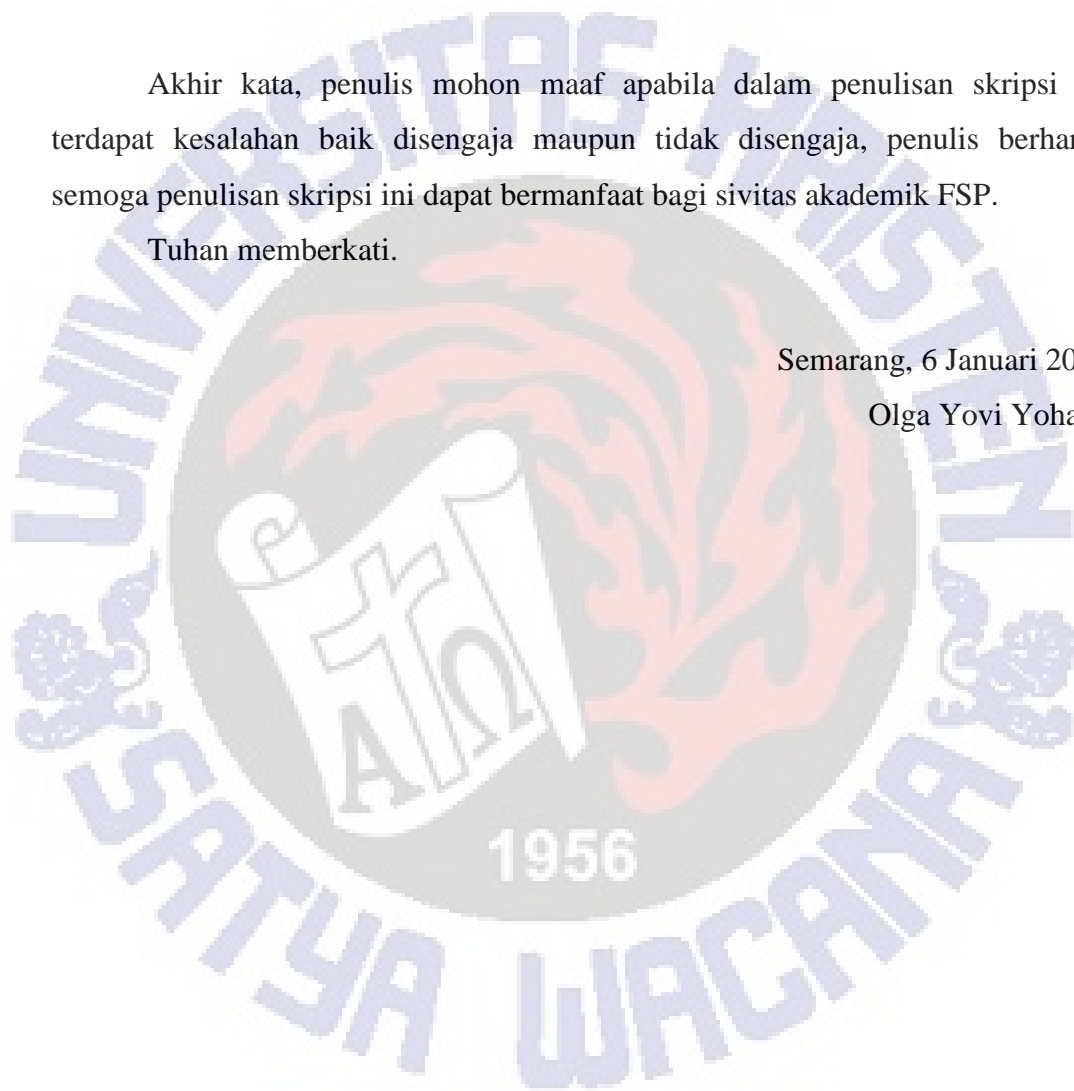 Akhir kata, penulis mohon maaf apabila dalam penulisan skripsi
terdapat kesalahan baik disengaja maupun tidak disengaja, penulis
semoga penulisan skripsi ini dapat bermanfaat bagi sivitas akademik FSP.
Tuhan memberkati.
Semarang, 6 Januari
Olga Yovi
UNIVERSITAS KRISTEN
SATYA WACANA
A Ω
1956